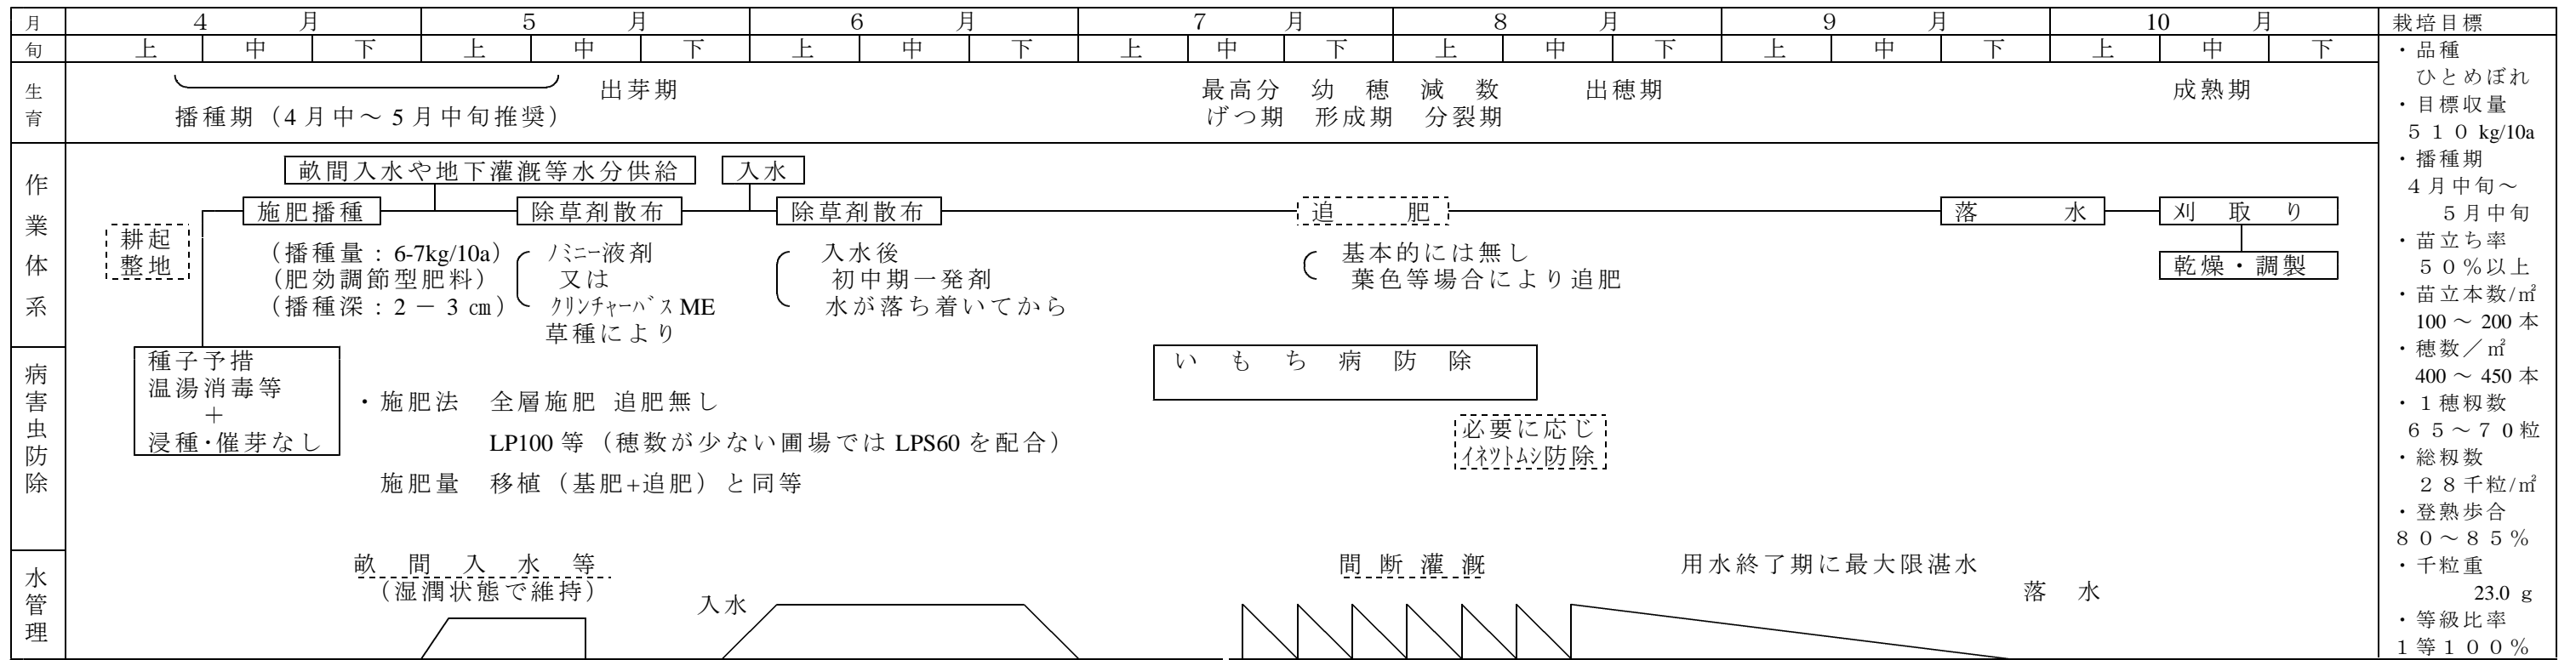 月 4 月 5 月 6 月 7 月 8 月 9 月 10 月
旬 上 中 下 上 中 下 上 中 下 上 中 下 上 中 下 上 中 下 上 中 下
生育
出芽期
播種期（4月中～5月中旬推奨）
最高分げつ期
幼穂形成期
減数分裂期
出穂期
成熟期
作業体系
畝間入水や地下灌漑等水分供給
入水
施肥播種
除草剤散布
除草剤散布
追肥
落水
刈取り
耕起
整地
（播種量：6-7kg/10a）
（肥効調節型肥料）
（播種深：2－3㎝）
ﾉﾐﾆｰ液剤
又は
ｸﾘﾝﾁｬｰﾊﾞｽME
草種により
入水後
初中期一発剤
水が落ち着いてから
基本的には無し
葉色等場合により追肥
乾燥・調製
病害虫防除
種子予措
温湯消毒等
＋
浸種・催芽なし
・施肥法 全層施肥 追肥無し
LP100等（穂数が少ない圃場ではLPS60を配合）
施肥量 移植（基肥+追肥）と同等
いもち病防除
必要に応じ
ｲﾈﾂﾄﾑｼ防除
水管理
畝間入水等
（湿潤状態で維持）
入水
間断灌漑
用水終了期に最大限湛水
落水
栽培目標
・品種
ひとめぼれ
・目標収量
５１０kg/10a
・播種期
4月中旬～
５月中旬
・苗立ち率
５０％以上
・苗立本数/㎡
100～200本
・穂数／㎡
400～450本
・１穂籾数
６５～７０粒
・総籾数
２８千粒/㎡
・登熟歩合
８０～８５％
・千粒重
23.0 g
・等級比率
１等１００％